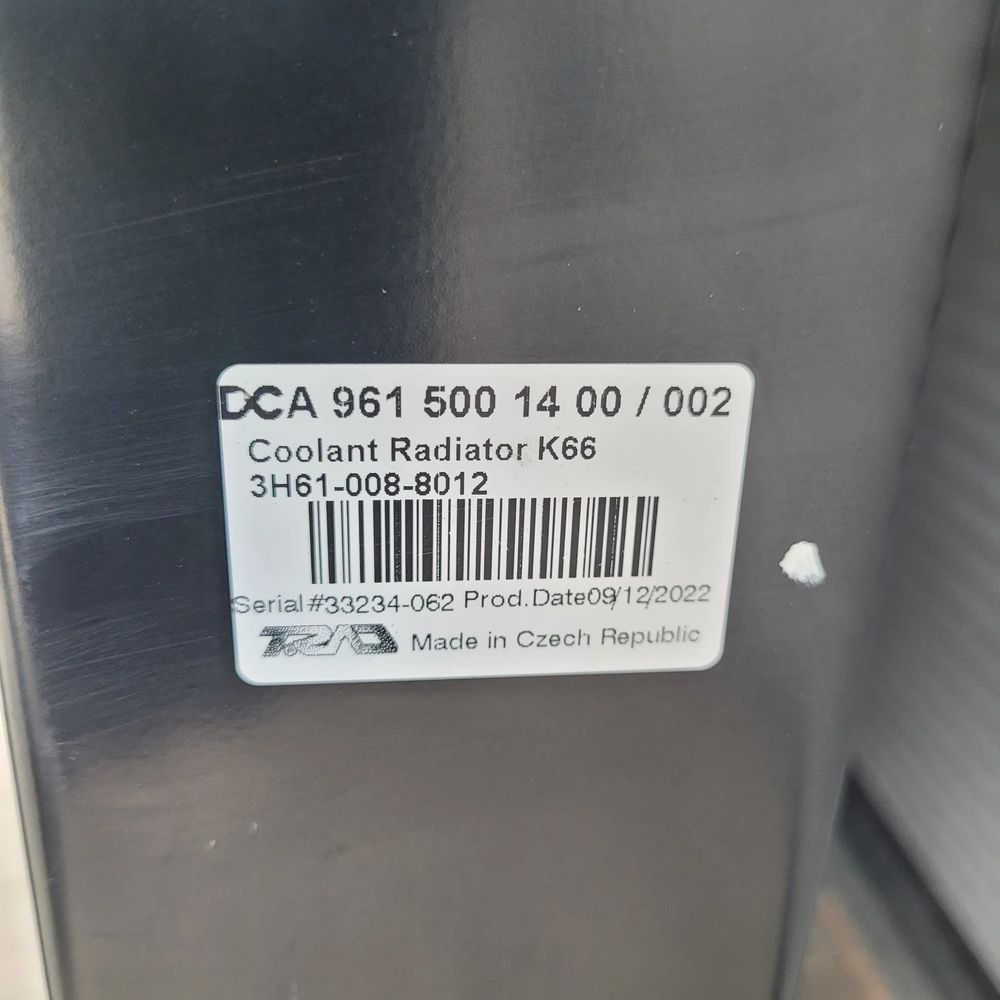 DCA 961 500 14 00 / 002
Coolant Radiator K66
3H61-008-8012
Serial#33234-062 Prod.Date09/12/2022
T.RAD Made in Czech Republic